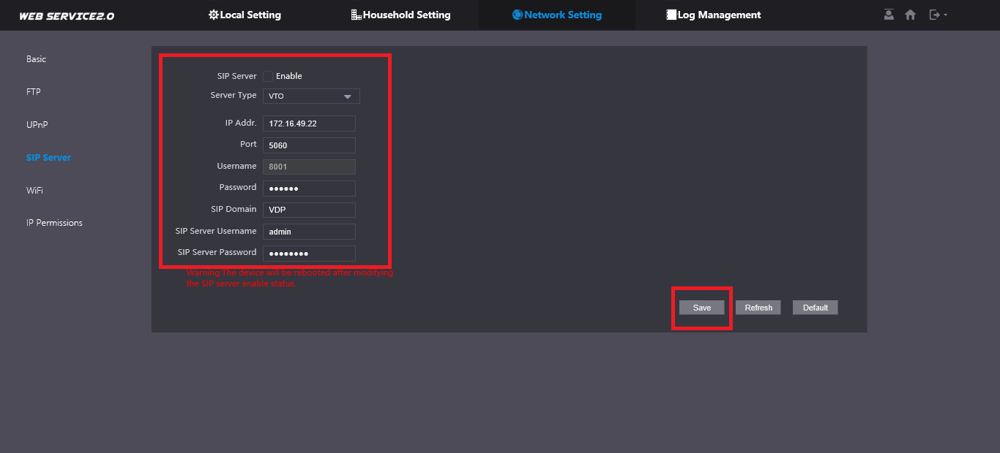 WEB SERVICE2.0
Local Setting
Household Setting
Network Setting
Log Management
Basic
FTP
UPnP
SIP Server
WiFi
IP Permissions
SIP Server Enable
Server Type VTO
IP Addr. 172.16.49.22
Port 5060
Username 8001
Password ●●●●●●
SIP Domain VDP
SIP Server Username admin
SIP Server Password ●●●●●●●●
Warning:The device will be rebooted after modifying
the SIP server enable status.
Save Refresh Default